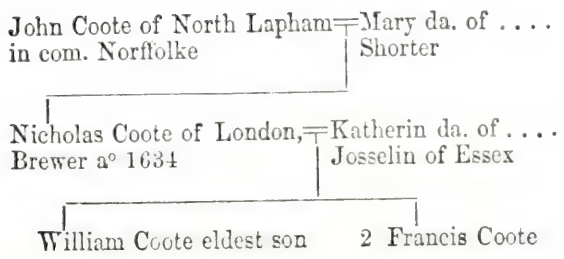 John Coote of North Lapham=Mary da. of . . . .
in com. Norffolke Shorter
Nicholas Coote of London,=Katherin da. of . . . .
Brewer aº 1634 Josselin of Essex
William Coote eldest son 2 Francis Coote